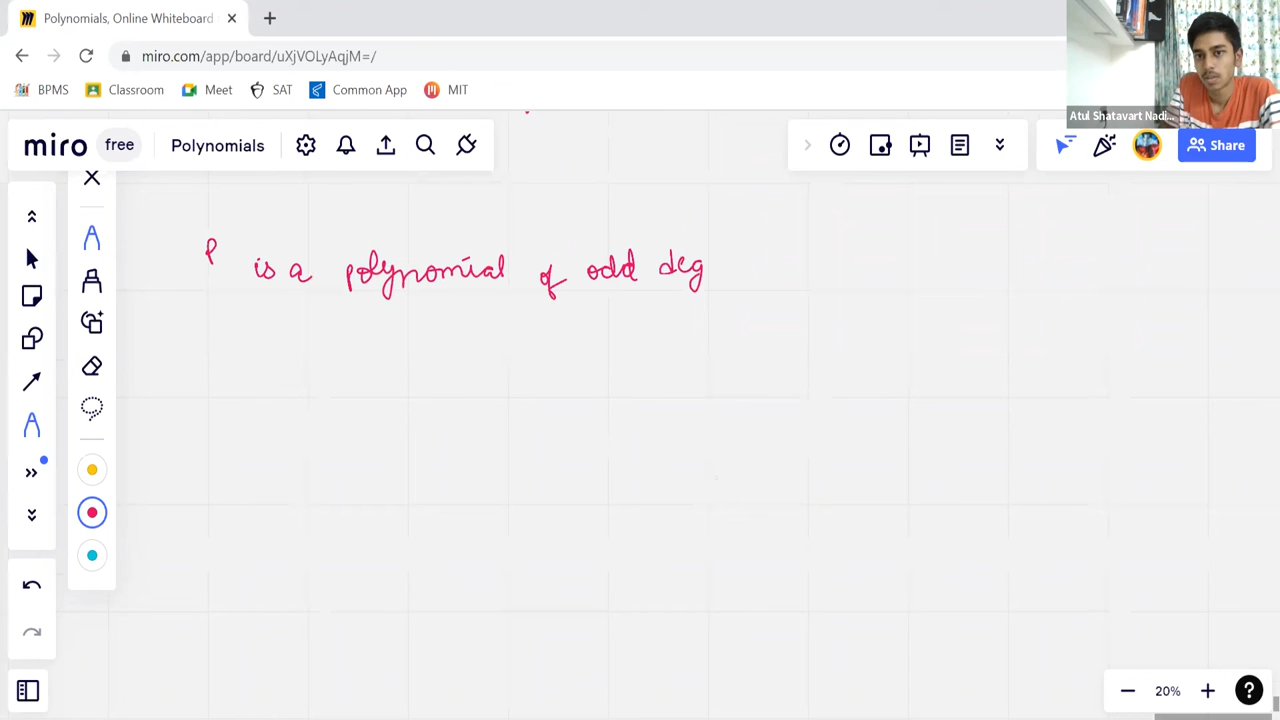 Polynomials, Online Whiteboard
miro.com/app/board/uXjVOLyAqjM=/
BPMS Classroom Meet SAT Common App MIT
Atul Shatavart Nadi...
miro free Polynomials
Share
P is a polynomial of odd deg
20%